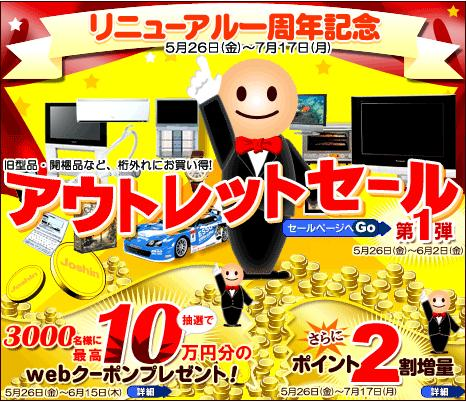 リニューアル一周年記念
5月26日(金)～7月17日(月)
旧型品・開梱品など、桁外れにお買い得!
アウトレットセール
セールページへGo
第1弾
5月26日(金)～6月2日(金)
Joshin
Joshin
3000名様に
抽選で
最高10万円分の
webクーポンプレゼント!
5月26日(金)～6月15日(木)
詳細
さらに
ポイント2割増量
5月26日(金)～7月17日(月)
詳細